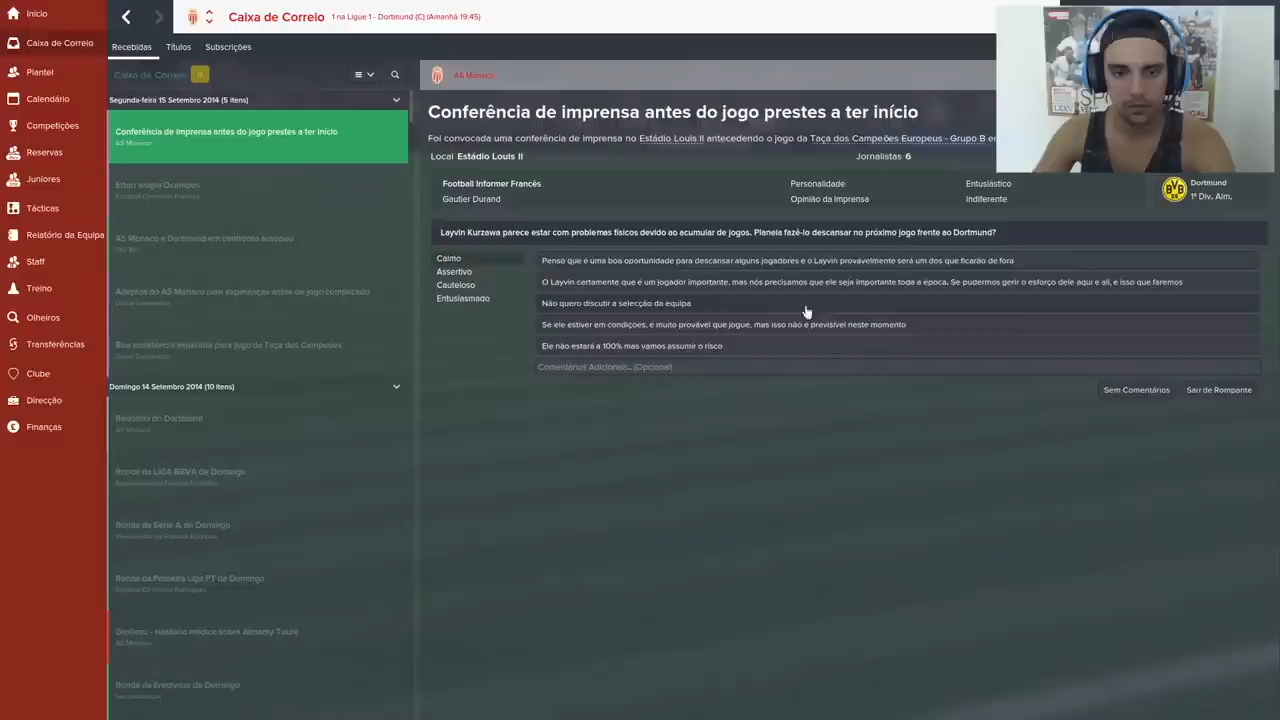 Início
Caixa de Correio
Plantel
Calendário
Competições
Reservas
Juniores
Tácticas
Relatório da Equipa
Staff
Treino
Olheiros
Transferências
Clube
Direcção
Finanças
Caixa de Correio
1 na Ligue 1 - Dortmund (C) (Amanhã 19:45)
Recebidas Títulos Subscrições
Caixa de Correio
Segunda-feira 15 Setembro 2014 (5 itens)
Conferência de imprensa antes do jogo prestes a ter início
AS Monaco
AS Monaco e Dortmund em confronto europeu
Adeptos do AS Monaco com esperanças antes de jogo complicado
Boa assistência esperada para jogo da Taça dos Campeões
Domingo 14 Setembro 2014 (10 itens)
Relatório do Dortmund
AS Monaco
Ronda da LIGA BBVA de Domingo
Ronda da Serie A de Domingo
Ronda da Primeira Liga PT de Domingo
- relatório médico sobre Almamy Touré
AS Monaco
Ronda da Eredivisie de Domingo
AS Monaco
Conferência de imprensa antes do jogo prestes a ter início
Foi convocada uma conferência de imprensa no Estádio Louis II antecedendo o jogo da Taça dos Campeões Europeus - Grupo B
Local Estádio Louis II
Jornalistas 6
Football Informer Francês
Gautier Durand
Personalidade Entusiástico
Opinião da Imprensa Indiferente
Dortmund
1ª Div. Alm.
Layvin Kurzawa parece estar com problemas físicos devido ao acumular de jogos. Planeia fazê-lo descansar no próximo jogo frente ao Dortmund?
Calmo
Assertivo
Cauteloso
Entusiasmado
Penso que é uma boa oportunidade para descansar alguns jogadores e o Layvin provavelmente será um dos que ficarão de fora
O Layvin certamente que é um jogador importante, mas nós precisamos que ele seja importante toda a época. Se pudermos gerir o esforço dele aqui e ali, é isso que faremos
Não quero discutir a selecção da equipa
Se ele estiver em condições, é muito provável que jogue, mas isso não é previsível neste momento
Ele não estará a 100% mas vamos assumir o risco
Comentários Adicionais... (Opcional)
Sem Comentários Sair de Rompante